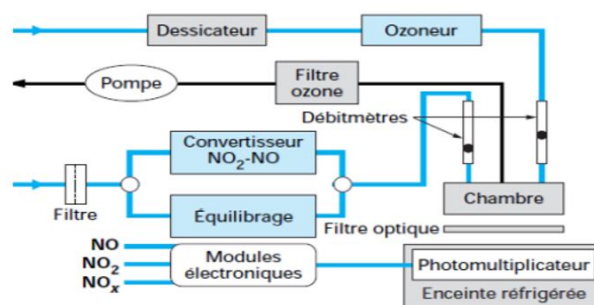 Dessicateur
Ozoneur
Pompe
Filtre
ozone
Débitmètres
Convertisseur
NO₂-NO
Filtre
Équilibrage
Chambre
Filtre optique
NO
NO₂
NOₓ
Modules
électroniques
Photomultiplicateur
Enceinte réfrigérée